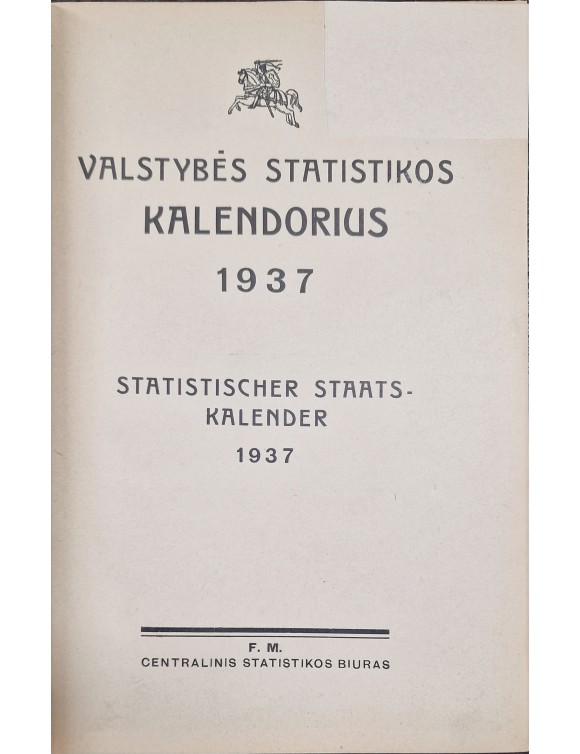 VALSTYBĖS STATISTIKOS
KALENDORIUS
1937
STATISTISCHER STAATS-
KALENDER
1937
F. M.
CENTRALINIS STATISTIKOS BIURAS